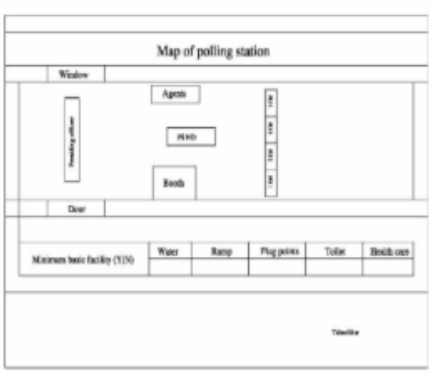 Map of polling station
Window
Agents
Presiding officer
Booth
Door
Minimum basic facility (Y/N)
Water
Ramp
Plug points
Toilet
Health care